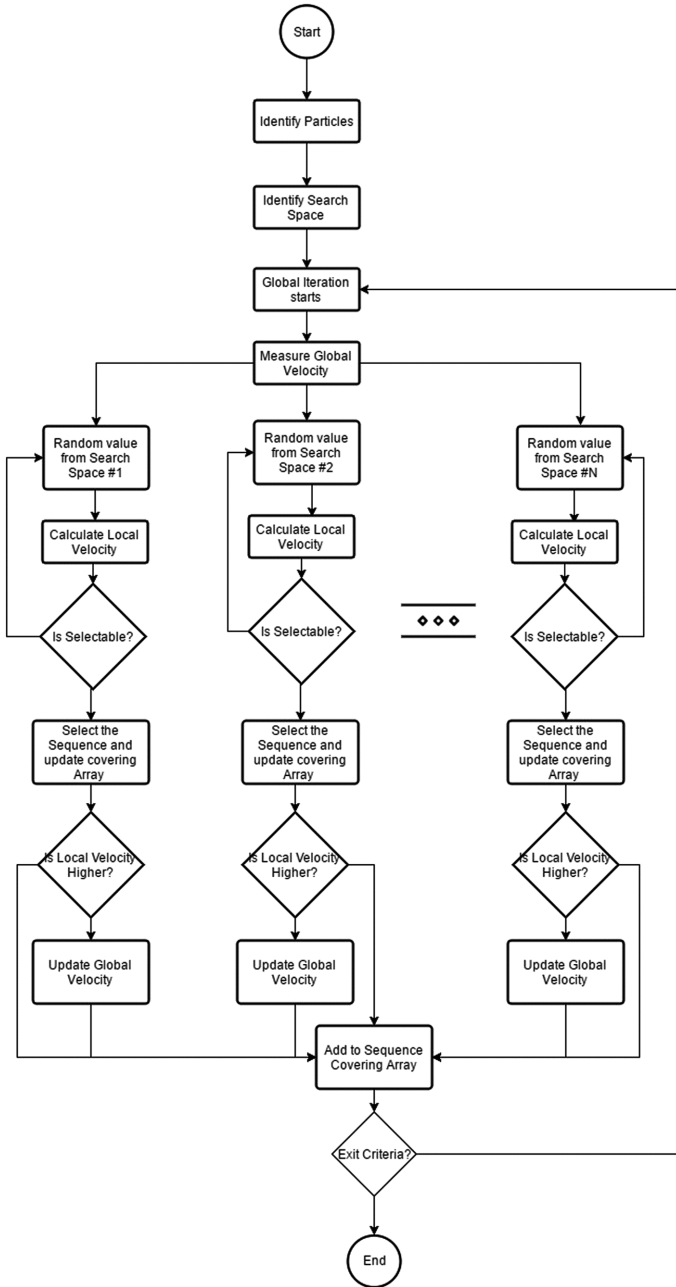 Start
Identify Particles
Identify Search
Space
Global Iteration
starts
Measure Global
Velocity
Random value
from Search
Space #1
Random value
from Search
Space #2
Random value
from Search
Space #N
Calculate Local
Velocity
Calculate Local
Velocity
Calculate Local
Velocity
Is Selectable?
Is Selectable?
Is Selectable?
Select the
Sequence and
update covering
Array
Select the
Sequence and
update covering
Array
Select the
Sequence and
update covering
Array
Is Local Velocity
Higher?
Is Local Velocity
Higher?
Is Local Velocity
Higher?
Update Global
Velocity
Update Global
Velocity
Update Global
Velocity
Add to Sequence
Covering Array
Exit Criteria?
End